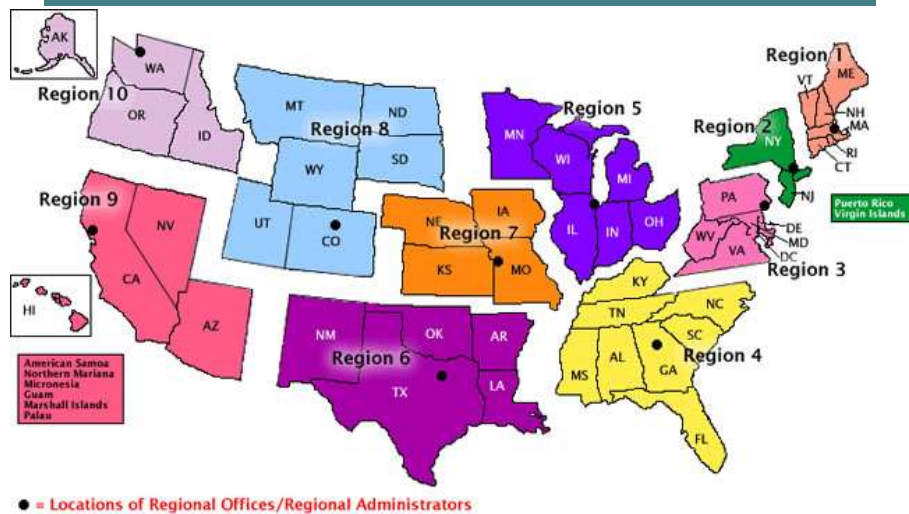 AK
WA
Region 10
OR
ID
MT
ND
Region 8
WY
SD
UT
CO
Region 9
NV
CA
AZ
HI
American Samoa
Northern Mariana
Micronesia
Guam
Marshall Islands
Palau
NE
IA
Region 7
KS
MO
NM
OK
AR
Region 6
TX
LA
Region 5
MN
WI
MI
IL
IN
OH
KY
NC
TN
SC
Region 4
MS
AL
GA
FL
Region 1
VT
ME
NH
MA
RI
CT
Region 2
NY
NJ
Puerto Rico
Virgin Islands
PA
DE
WV
MD
VA
DC
Region 3
= Locations of Regional Offices/Regional Administrators